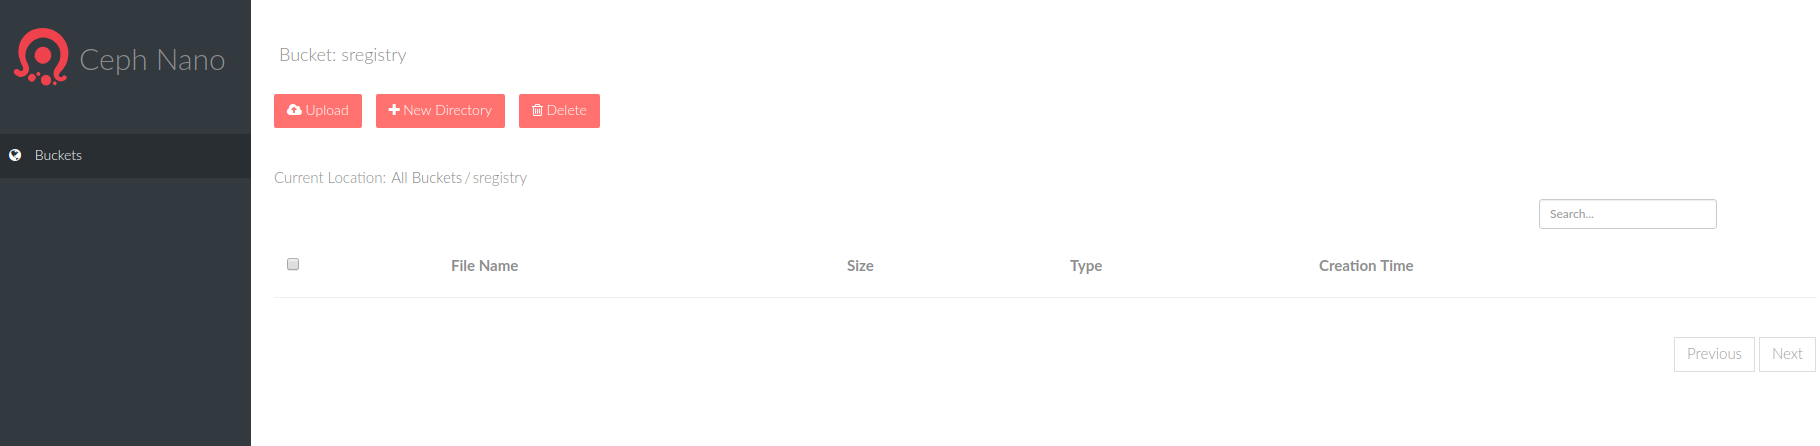 Ceph Nano
Buckets
Bucket: sregistry
Upload
New Directory
Delete
Current Location: All Buckets / sregistry
Search...
File Name Size Type Creation Time
Previous Next